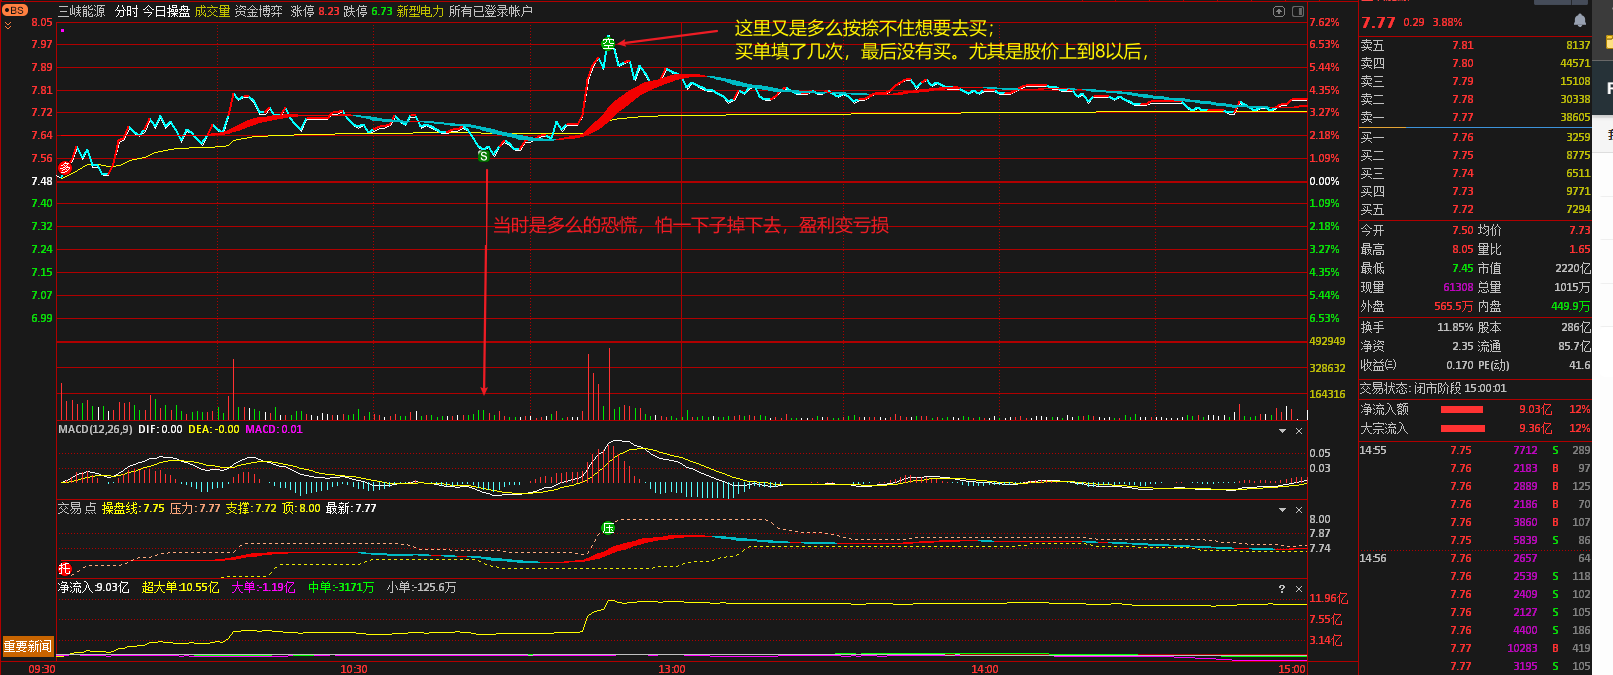 BS 三峡能源 分时 今日操盘 成交量 资金博弈 涨停 8.23 跌停 6.73 新型电力 所有已登录帐户
8.05 7.62%
7.97 6.53%
7.89 5.44%
7.81 4.35%
7.72 3.27%
7.64 2.18%
7.56 1.09%
7.48 0.00%
7.40 1.09%
7.32 2.18%
7.24 3.27%
7.15 4.35%
7.07 5.44%
6.99 6.53%
空
这里又是多么按捺不住想要去买；
买单填了几次，最后没有买。尤其是股价上到8以后，
多
S
当时是多么的恐慌，怕一下子掉下去，盈利变亏损
492949
328632
164316
MACD(12,26,9) DIF:0.00 DEA:-0.00 MACD:0.01
0.05
0.03
交易点 操盘线:7.75 压力:7.77 支撑:7.72 顶:8.00 最新:7.77
压
托
8.00
7.87
7.74
净流入:9.03亿 超大单:10.55亿 大单:-1.19亿 中单:-3171万 小单:-125.6万 ?
11.96亿
7.55亿
3.14亿
重要新闻
09:30 10:30 13:00 14:00 15:00
7.77 0.29 3.88%
卖五 7.81 8137
卖四 7.80 44571
卖三 7.79 15108
卖二 7.78 30338
卖一 7.77 38605
买一 7.76 3259
买二 7.75 8775
买三 7.74 6511
买四 7.73 9771
买五 7.72 7294
今开 7.50 均价 7.73
最高 8.05 量比 1.65
最低 7.45 市值 2220亿
现量 61308 总量 1015万
外盘 565.5万 内盘 449.9万
换手 11.85% 股本 286亿
净资 2.35 流通 85.7亿
收益㈢ 0.170 PE(动) 41.6
交易状态: 闭市阶段 15:00:01
净流入额 9.03亿 12%
大宗流入 9.36亿 12%
14:55 7.75 7712 S 289
7.76 2183 B 97
7.76 2889 B 125
7.76 2186 B 70
7.76 3860 B 107
7.76 5839 S 86
14:56 7.76 2657 64
7.76 2539 S 118
7.76 2409 S 102
7.76 2127 S 105
7.76 4400 S 186
7.77 10283 B 419
7.77 3195 S 105